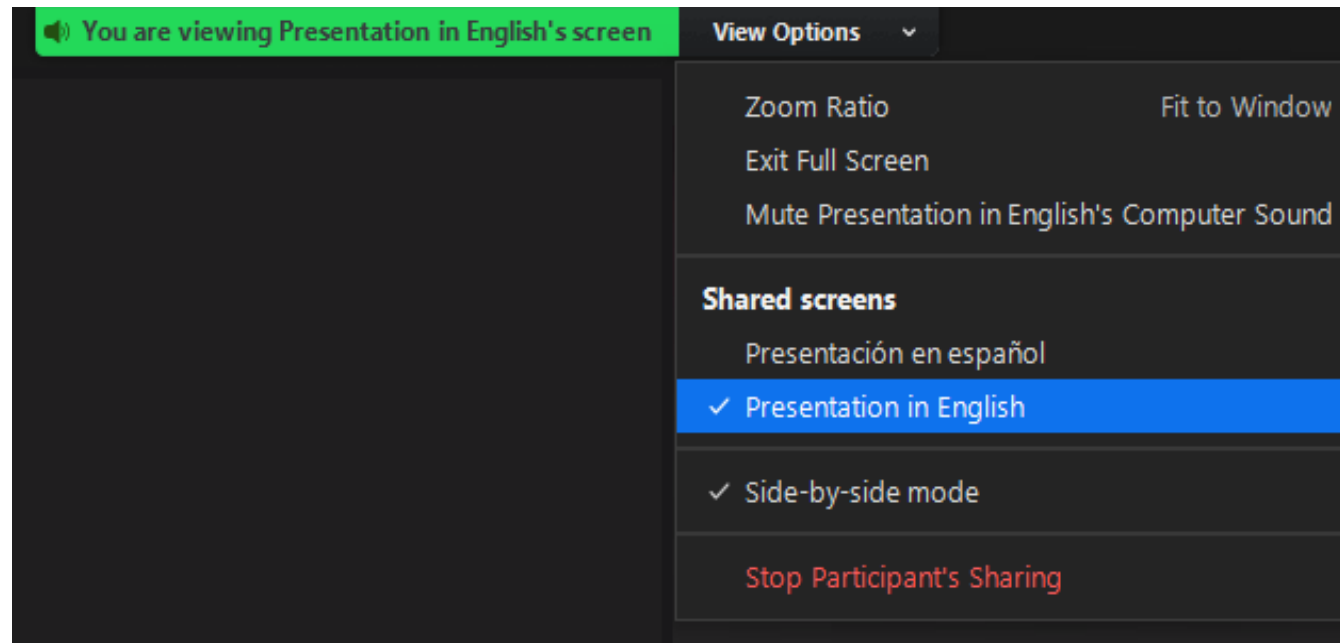 You are viewing Presentation in English's screen View Options
Zoom Ratio Fit to Window
Exit Full Screen
Mute Presentation in English's Computer Sound
Shared screens
Presentación en español
Presentation in English
Side-by-side mode
Stop Participant's Sharing